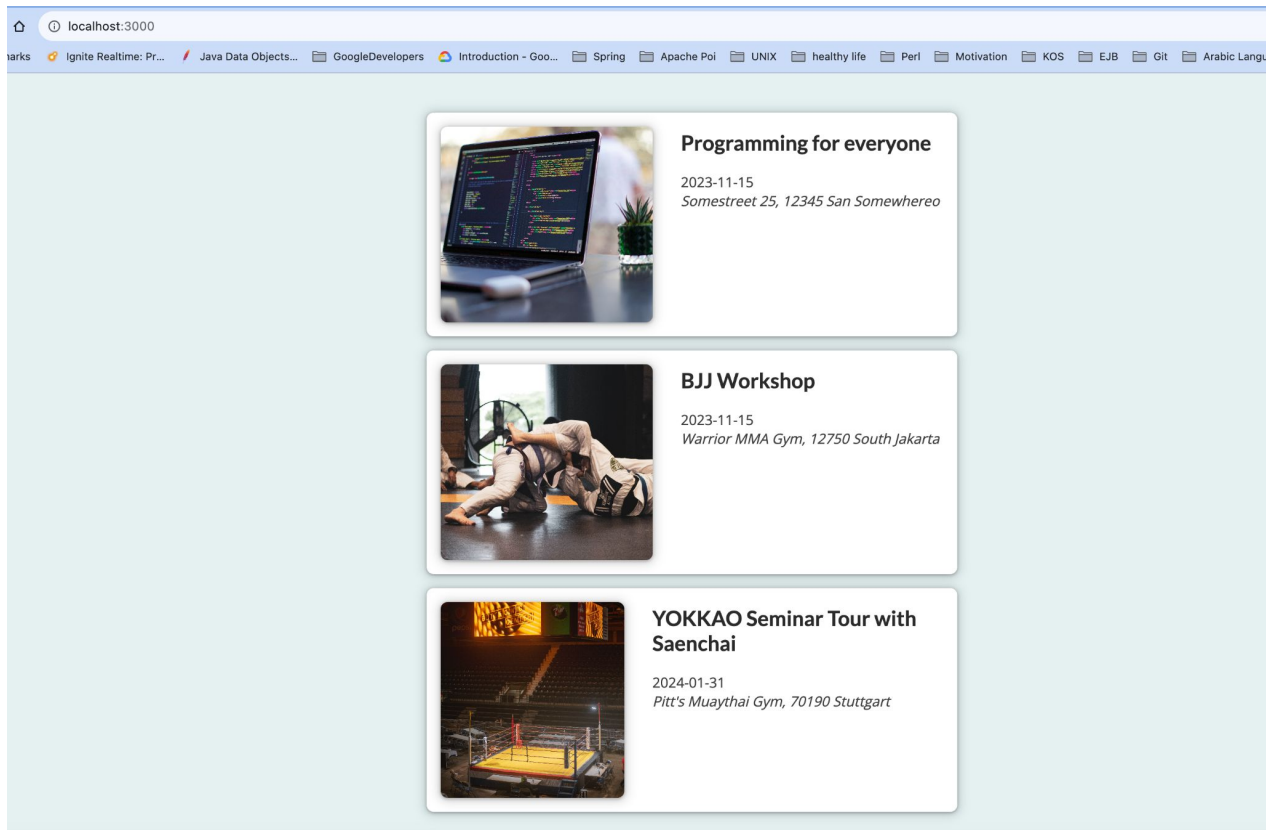 localhost:3000
Ignite Realtime: Pr... Java Data Objects... GoogleDevelopers Introduction - Goo... Spring Apache Poi UNIX healthy life Perl Motivation KOS EJB Git Arabic Langu
Programming for everyone
2023-11-15
Somestreet 25, 12345 San Somewhereo
BJJ Workshop
2023-11-15
Warrior MMA Gym, 12750 South Jakarta
YOKKAO Seminar Tour with
Saenchai
2024-01-31
Pitt's Muaythai Gym, 70190 Stuttgart